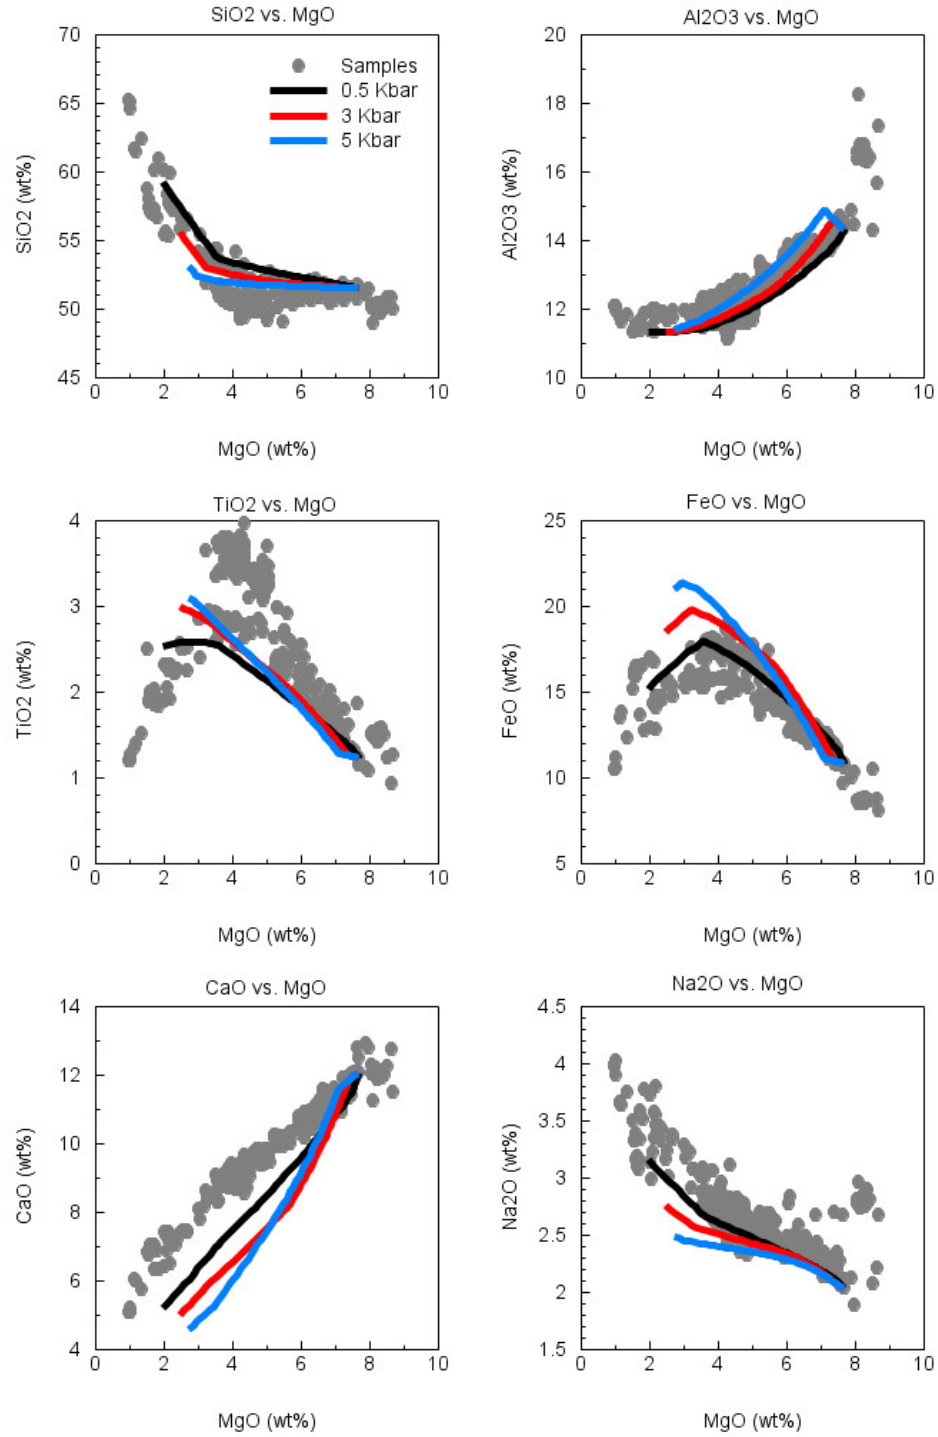 SiO2 vs. MgO
70
65
60
55
50
45
0 2 4 6 8 10
SiO2 (wt%)
MgO (wt%)
Samples
0.5 Kbar
3 Kbar
5 Kbar
Al2O3 vs. MgO
20
18
16
14
12
10
0 2 4 6 8 10
Al2O3 (wt%)
MgO (wt%)
TiO2 vs. MgO
4
3
2
1
0
0 2 4 6 8 10
TiO2 (wt%)
MgO (wt%)
FeO vs. MgO
25
20
15
10
5
0 2 4 6 8 10
FeO (wt%)
MgO (wt%)
CaO vs. MgO
14
12
10
8
6
4
0 2 4 6 8 10
CaO (wt%)
MgO (wt%)
Na2O vs. MgO
4.5
4
3.5
3
2.5
2
1.5
0 2 4 6 8 10
Na2O (wt%)
MgO (wt%)